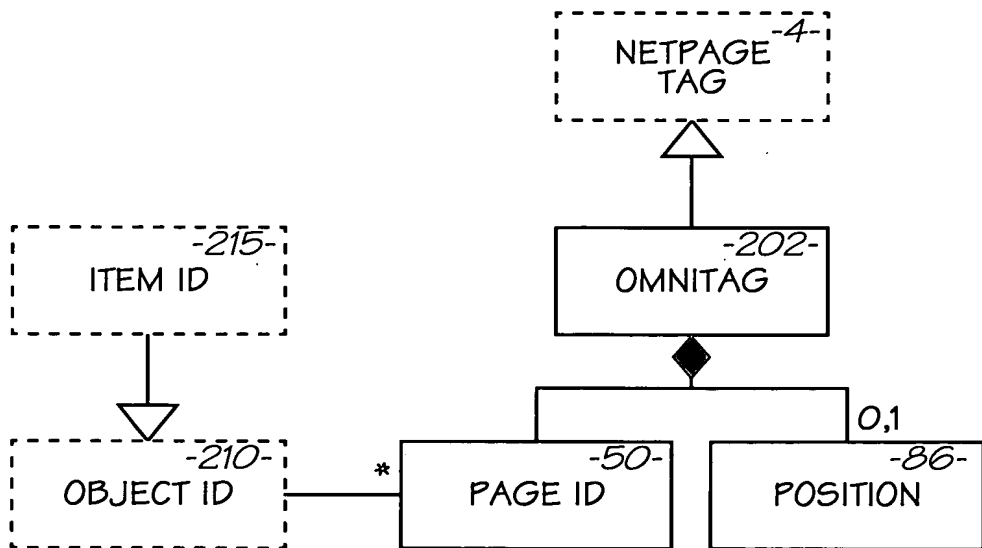 -4-
NETPAGE
TAG
-215-
ITEM ID
-202-
OMNITAG
0,1
-210-
OBJECT ID
*
-50-
PAGE ID
-86-
POSITION